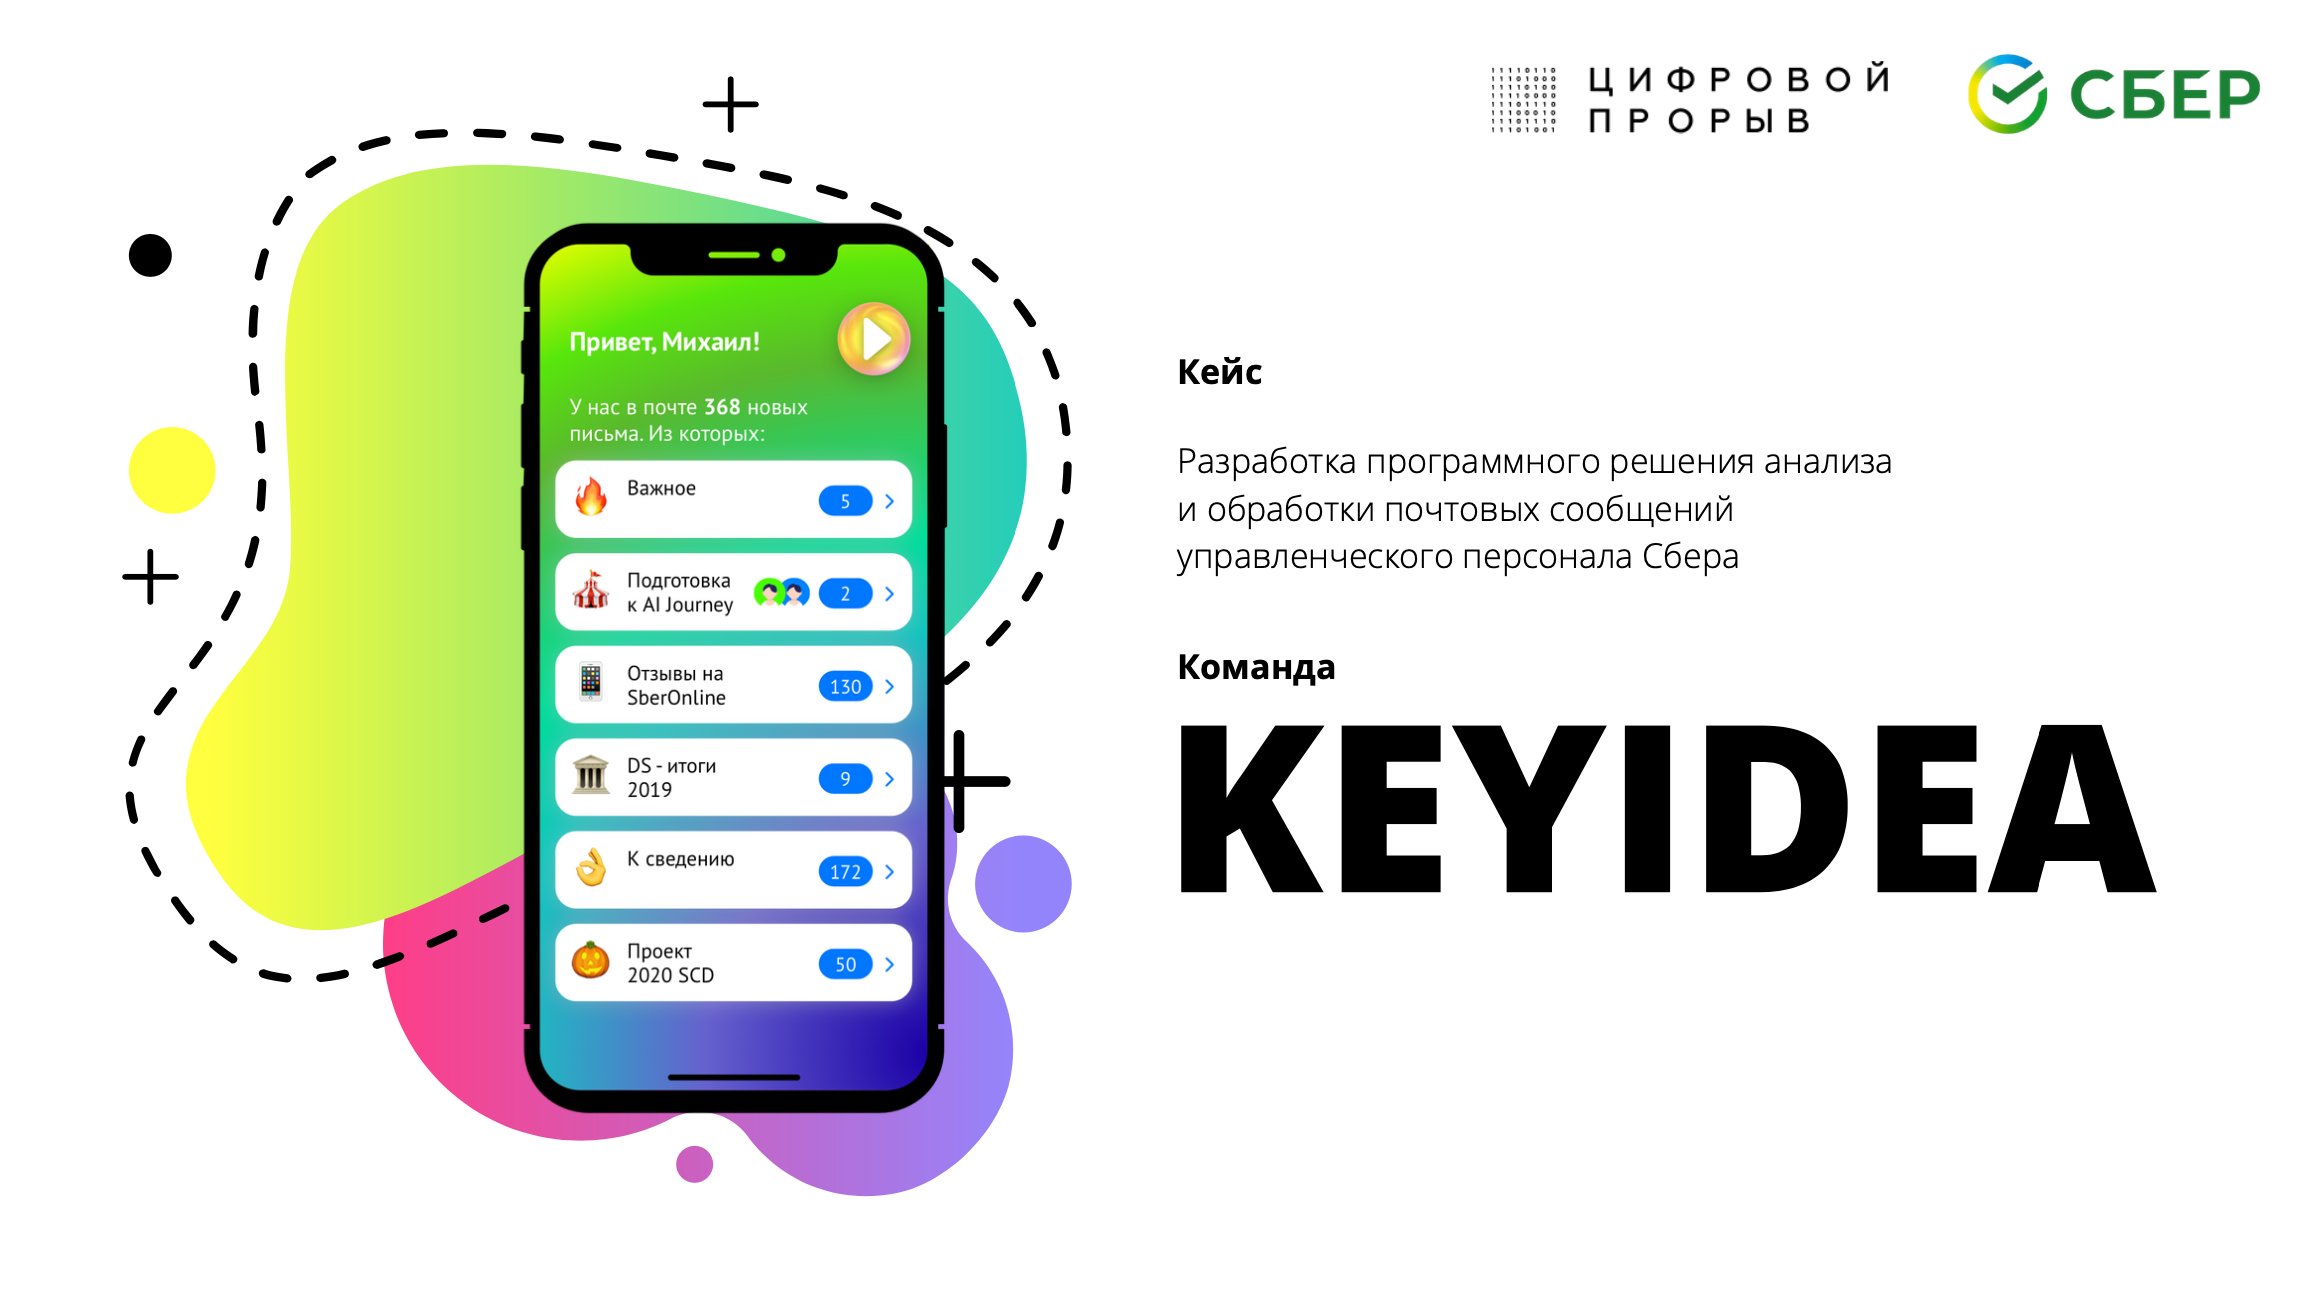 ЦИФРОВОЙ
ПРОРЫВ
СБЕР
Привет, Михаил!
У нас в почте 368 новых
письма. Из которых:
Важное
5
Подготовка
к AI Journey
2
Отзывы на
SberOnline
130
DS - итоги
2019
9
К сведению
172
Проект
2020 SCD
50
Кейс
Разработка программного решения анализа
и обработки почтовых сообщений
управленческого персонала Сбера
Команда
KEYIDEA